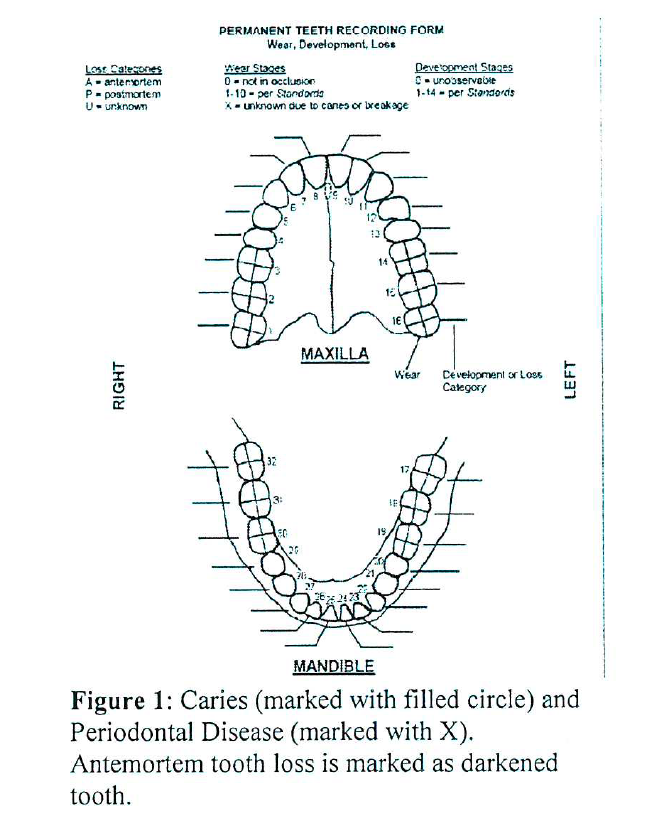 PERMANENT TEETH RECORDING FORM
Wear, Development, Loss
Loss Categories
A = antemortem
P = postmortem
U = unknown
Wear Stages
0 = not in occlusion
1-10 = per Standards
X = unknown due to caries or breakage
Development Stages
0 = unobservable
1-14 = per Standards
1
2
3
4
5
6
7
8
9
10
11
12
13
14
15
16
MAXILLA
Wear
Development or Loss
Category
RIGHT
LEFT
17
18
19
20
21
22
23
24
25
26
27
28
29
30
31
32
MANDIBLE
Figure 1: Caries (marked with filled circle) and
Periodontal Disease (marked with X).
Antemortem tooth loss is marked as darkened
tooth.